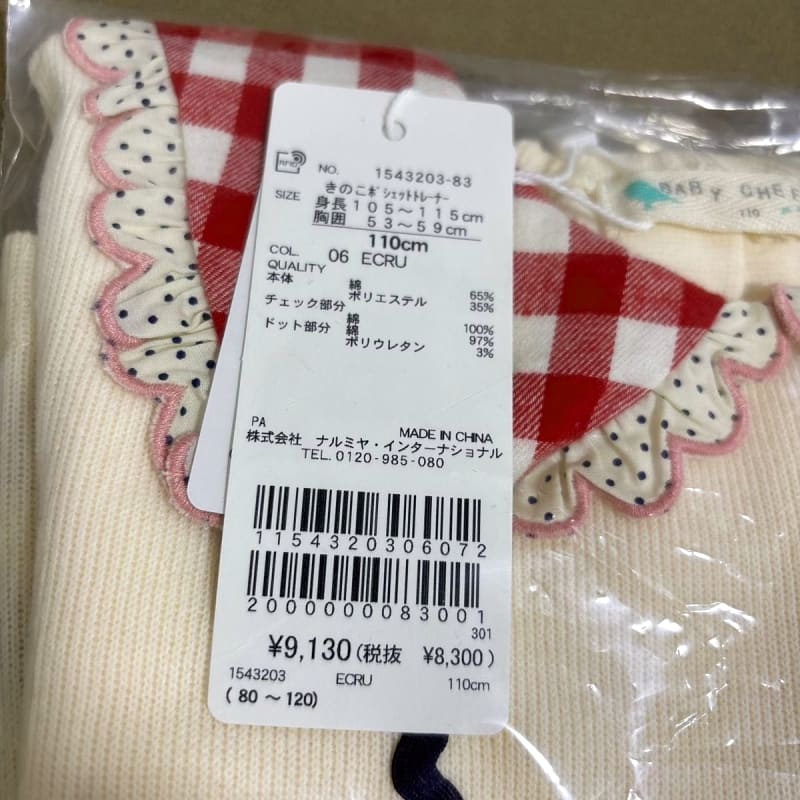 RFID
NO. 1543203-83
きのこポシェットトレーナー
SIZE
身長 105～115cm
胸囲 53～59cm
110cm
COL. 06 ECRU
QUALITY
本体 綿 65%
ポリエステル 35%
チェック部分 綿 100%
ドット部分 綿 97%
ポリウレタン 3%
PA
MADE IN CHINA
株式会社 ナルミヤ・インターナショナル
TEL.0120-985-080
1154320306072
2000000083001
301
¥9,130(税抜 ¥8,300)
1543203 ECRU 110cm
(80～120)
BABY CHEE
110